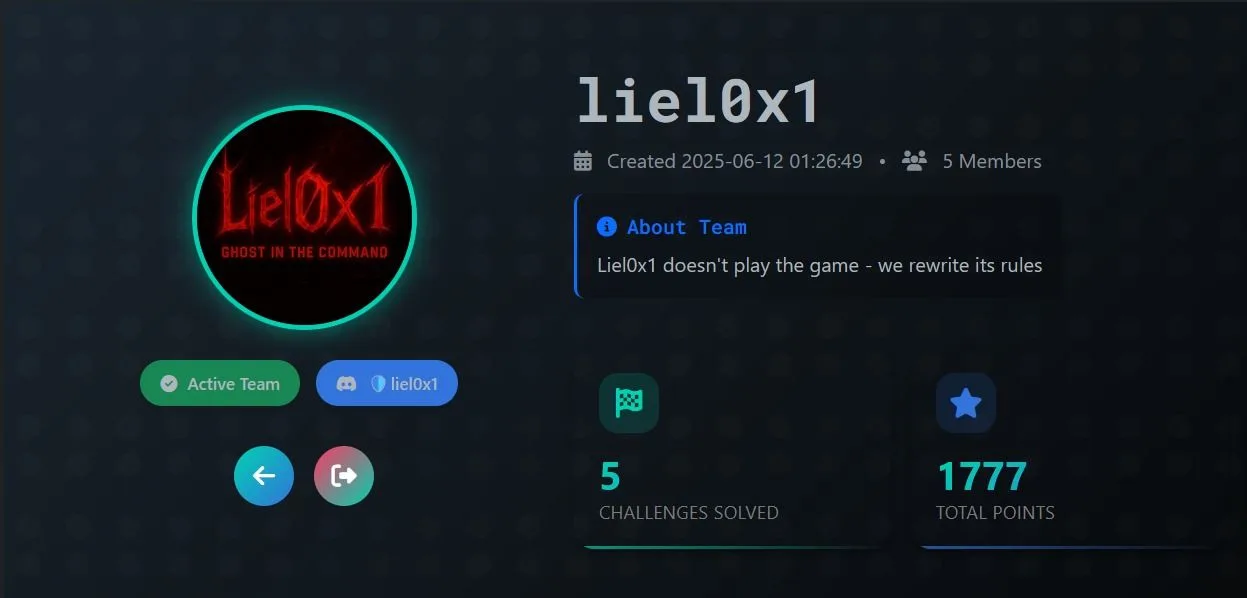 Liel0x1
GHOST IN THE COMMAND
Active Team
liel0x1
liel0x1
Created 2025-06-12 01:26:49 • 5 Members
About Team
Liel0x1 doesn't play the game - we rewrite its rules
5
CHALLENGES SOLVED
1777
TOTAL POINTS